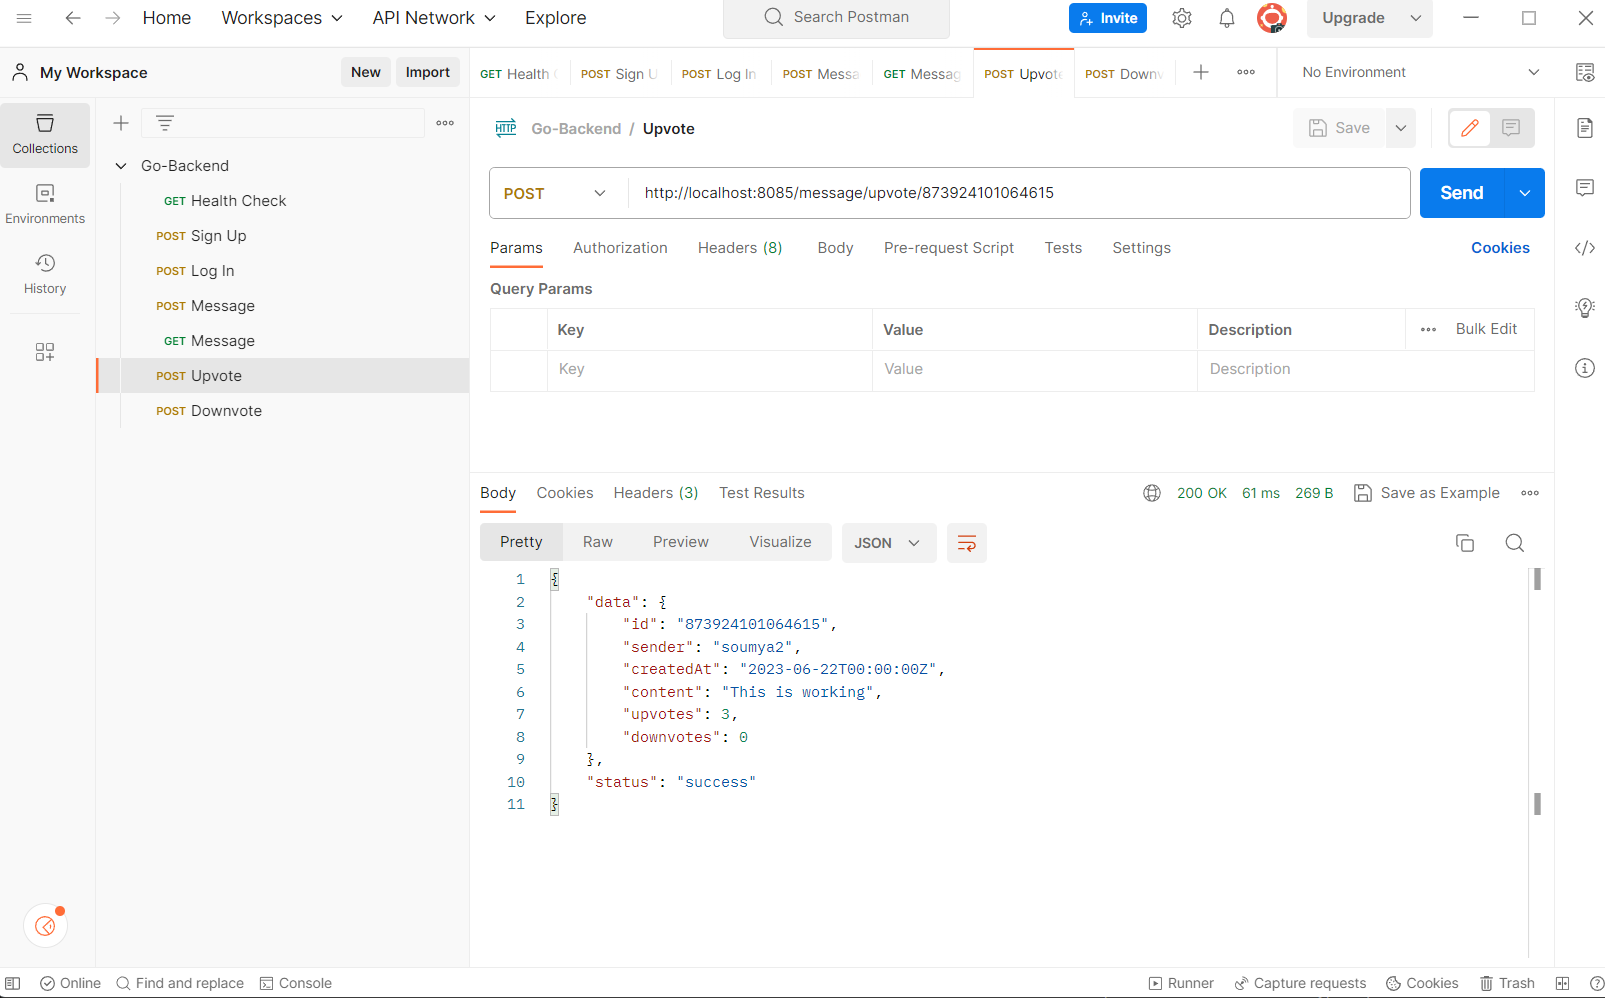 Home Workspaces API Network Explore Search Postman Invite Upgrade
My Workspace New Import GET Health POST Sign U POST Log In POST Messa GET Messag POST Upvote POST Downv No Environment
Collections
Environments
History
Go-Backend
GET Health Check
POST Sign Up
POST Log In
POST Message
GET Message
POST Upvote
POST Downvote
HTTP Go-Backend / Upvote Save
POST http://localhost:8085/message/upvote/873924101064615 Send
Params Authorization Headers (8) Body Pre-request Script Tests Settings Cookies
Query Params
Key Value Description Bulk Edit
Key Value Description
Body Cookies Headers (3) Test Results 200 OK 61 ms 269 B Save as Example
Pretty Raw Preview Visualize JSON
1 {
2 "data": {
3 "id": "873924101064615",
4 "sender": "soumya2",
5 "createdAt": "2023-06-22T00:00:00Z",
6 "content": "This is working",
7 "upvotes": 3,
8 "downvotes": 0
9 },
10 "status": "success"
11 }
Online Find and replace Console Runner Capture requests Cookies Trash